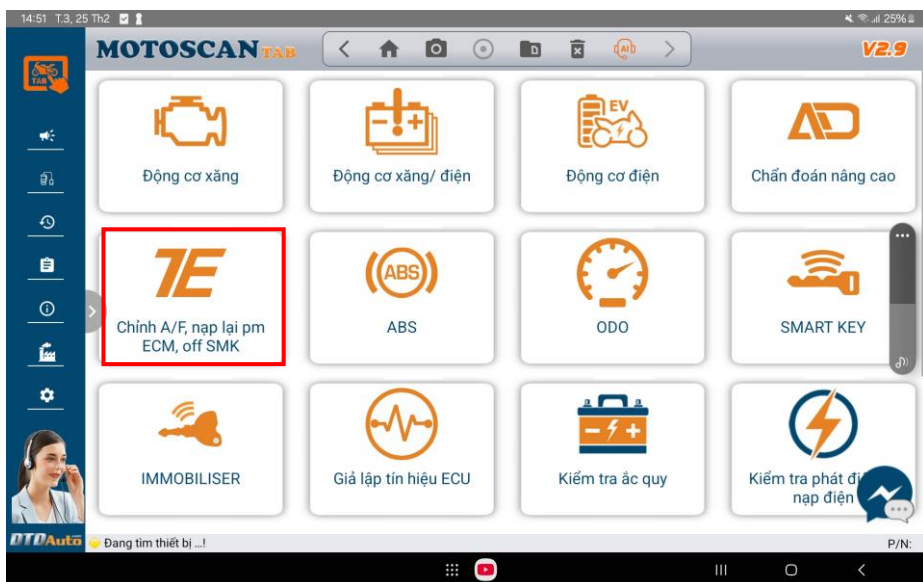 14:51 T.3, 25 Th2
25%
MOTOSCAN TAB
AI
V2.9
TAB
EV
Động cơ xăng
Động cơ xăng/ điện
Động cơ điện
Chẩn đoán nâng cao
7E
ABS
Chỉnh A/F, nạp lại pm
ECM, off SMK
ABS
ODO
SMART KEY
IMMOBILISER
Giả lập tín hiệu ECU
Kiểm tra ắc quy
Kiểm tra phát
nạp điện
DTDAuto
Đang tìm thiết bị ...!
P/N: